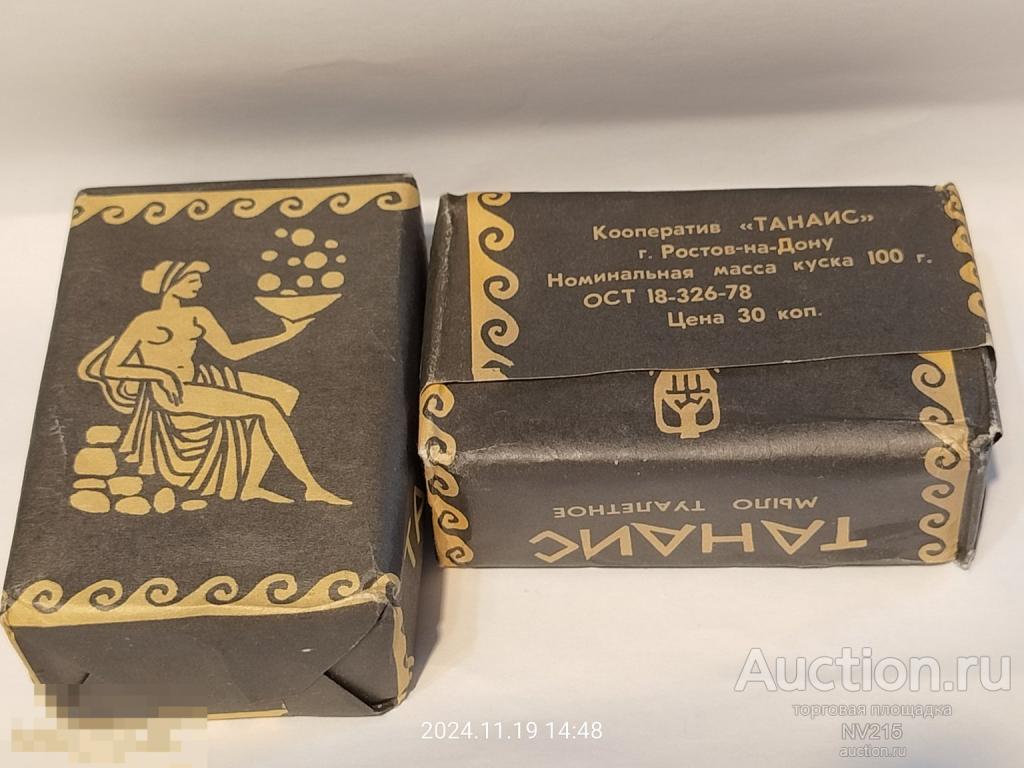 Кооператив «ТАНАИС»
г. Ростов-на-Дону
Номинальная масса куска 100 г.
ОСТ 18-326-78
Цена 30 коп.
МЫЛО ТУАЛЕТНОЕ
ТАНАИС
2024.11.19 14:48
Auction.ru
торговая площадка
NV215
auction.ru